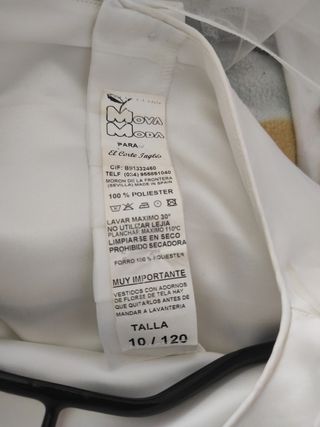 MOYA
MODA
PARA
El Corte Inglés
CIF: B91332460
TELF (034) 955851040
MORON DE LA FRONTERA
(SEVILLA) MADE IN SPAIN
100 % POLIESTER
LAVAR MAXIMO 30°
NO UTILIZAR LEJIA
PLANCHAR MAXIMO 110°C
LIMPIARSE EN SECO
PROHIBIDO SECADORA
FORRO 100 % POLIESTER
MUY IMPORTANTE
VESTIDOS CON ADORNOS
DE FLORES DE TELA HAY
QUE QUITARLOS ANTES DE
MANDAR A LAVANTERIA
TALLA
10 / 120